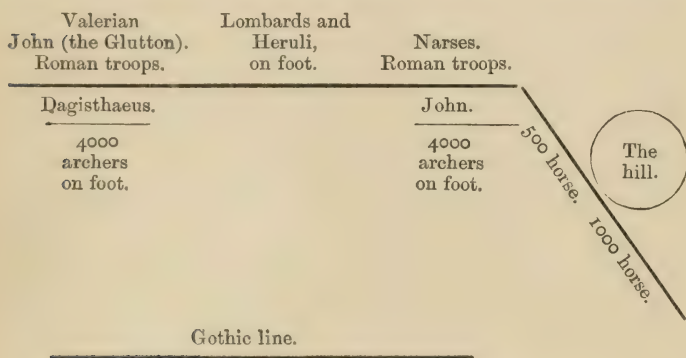 Valerian
John (the Glutton).
Roman troops.
Lombards and
Heruli,
on foot.
Narses.
Roman troops.
Dagisthaeus.
4000
archers
on foot.
John.
4000
archers
on foot.
500 horse.
1000 horse.
The
hill.
Gothic line.